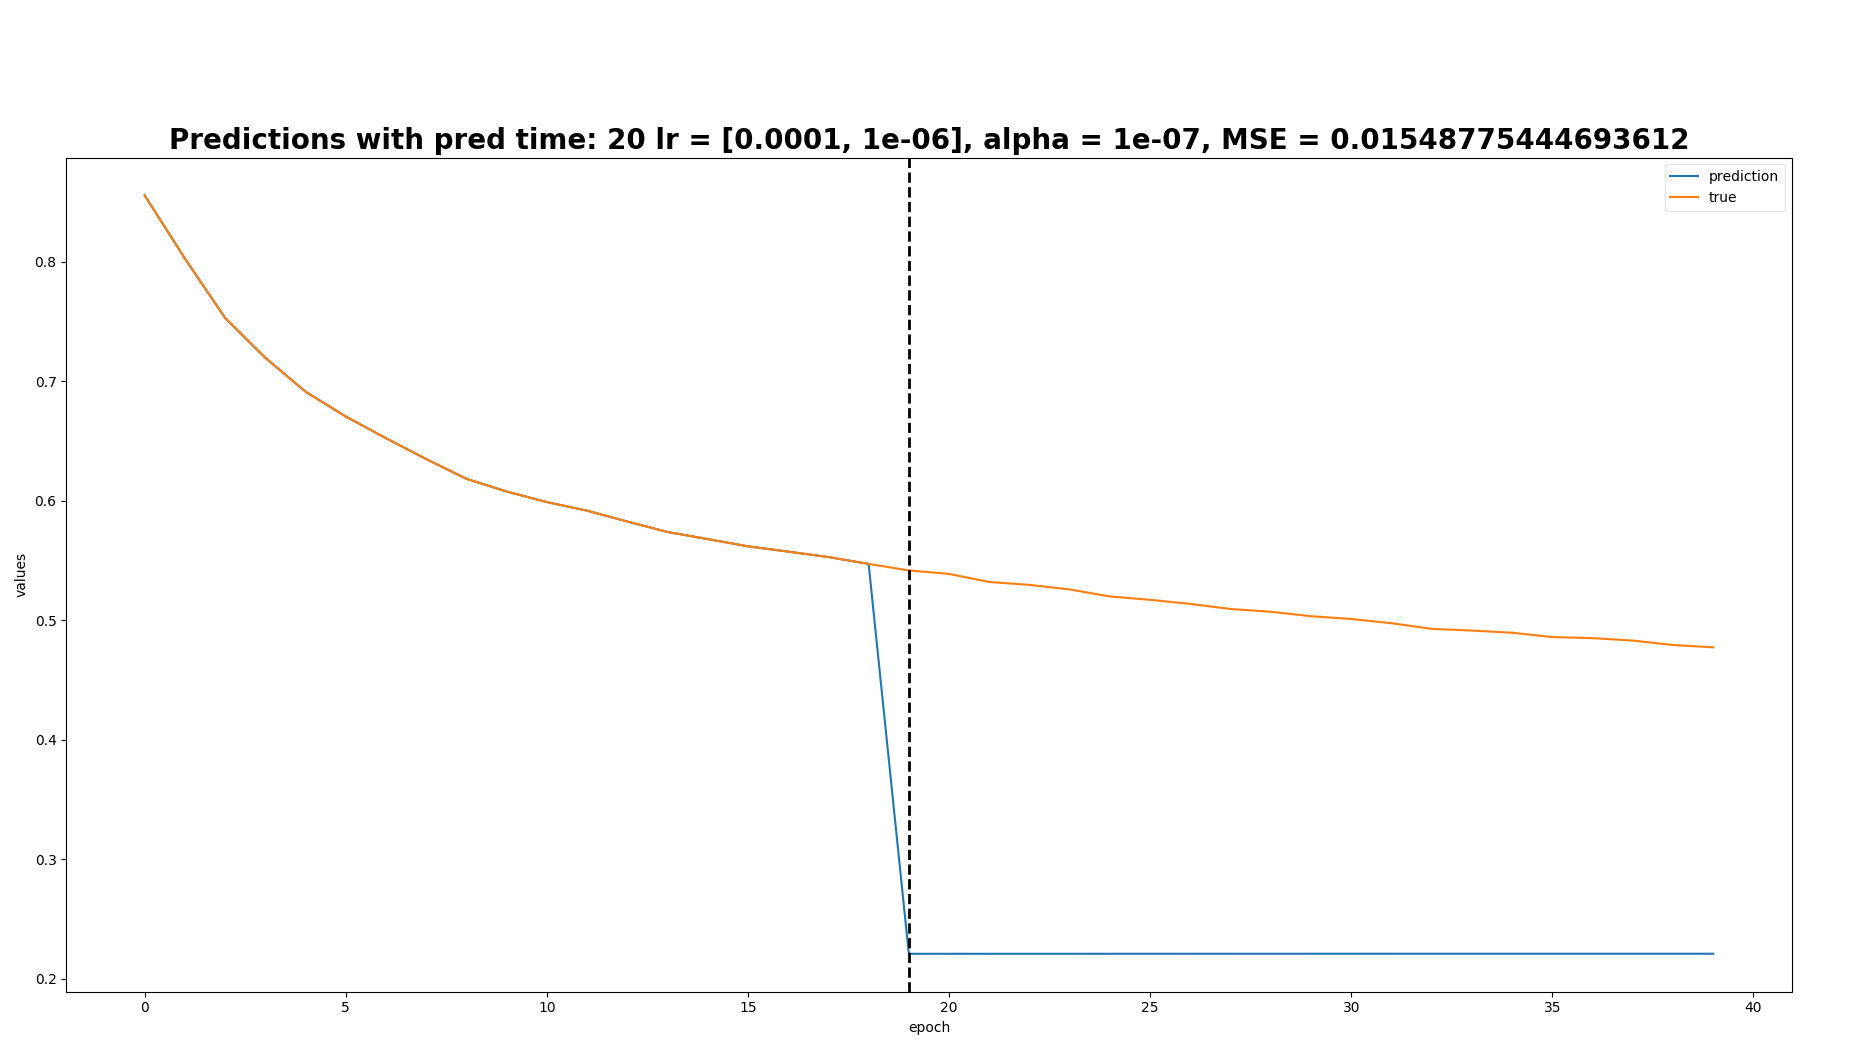 Predictions with pred time: 20 lr = [0.0001, 1e-06], alpha = 1e-07, MSE = 0.01548775444693612
prediction
true
0.8
0.7
0.6
0.5
0.4
0.3
0.2
values
0 5 10 15 20 25 30 35 40
epoch